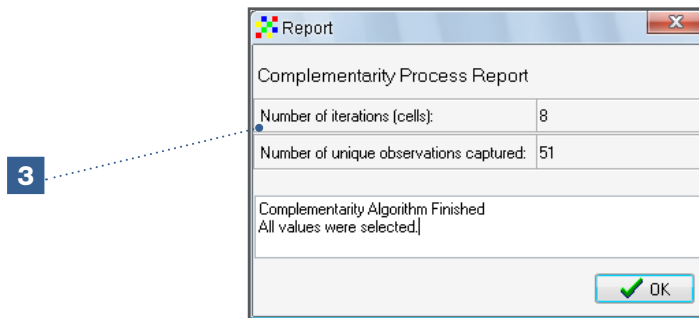 Report
Complementarity Process Report
Number of iterations (cells): 8
Number of unique observations captured: 51
3
Complementarity Algorithm Finished
All values were selected.
OK